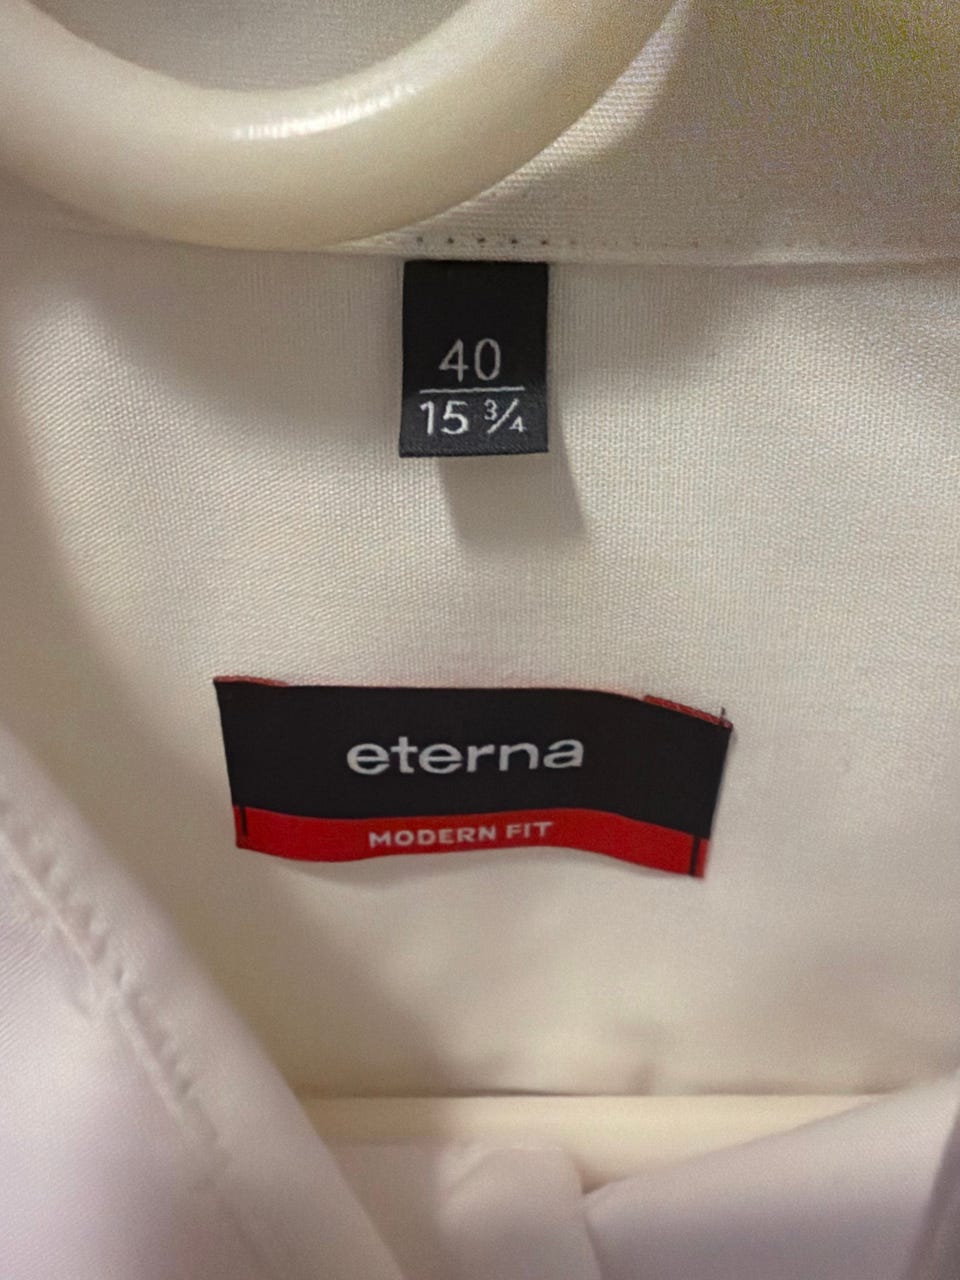 40
15 ¾
eterna
MODERN FIT